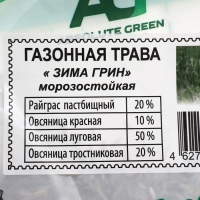 SOLUTE GREEN
ГАЗОННАЯ ТРАВА
« ЗИМА ГРИН»
морозостойкая
Райграс пастбищный 20 %
Овсяница красная 10 %
Овсяница луговая 50 %
Овсяница тростниковая 20 %
4 627